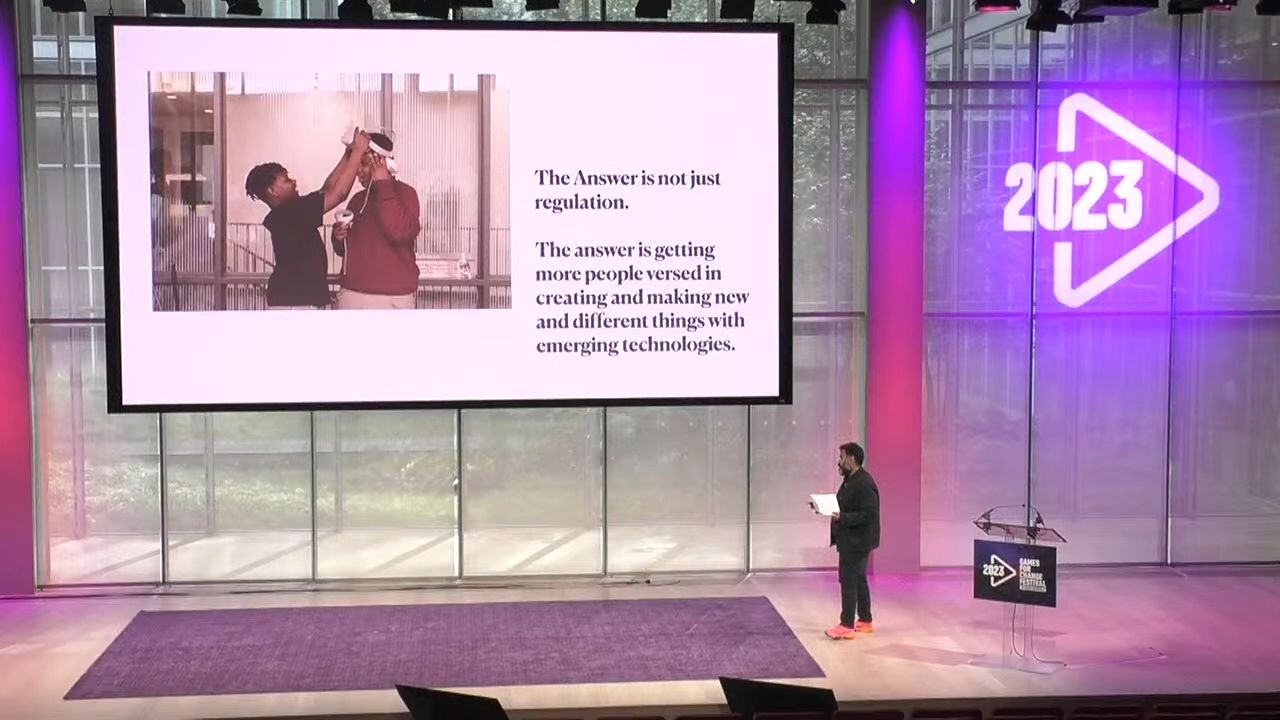 The Answer is not just
regulation.
The answer is getting
more people versed in
creating and making new
and different things with
emerging technologies.
2023
2023
GAMES
FOR
CHANGE
FESTIVAL